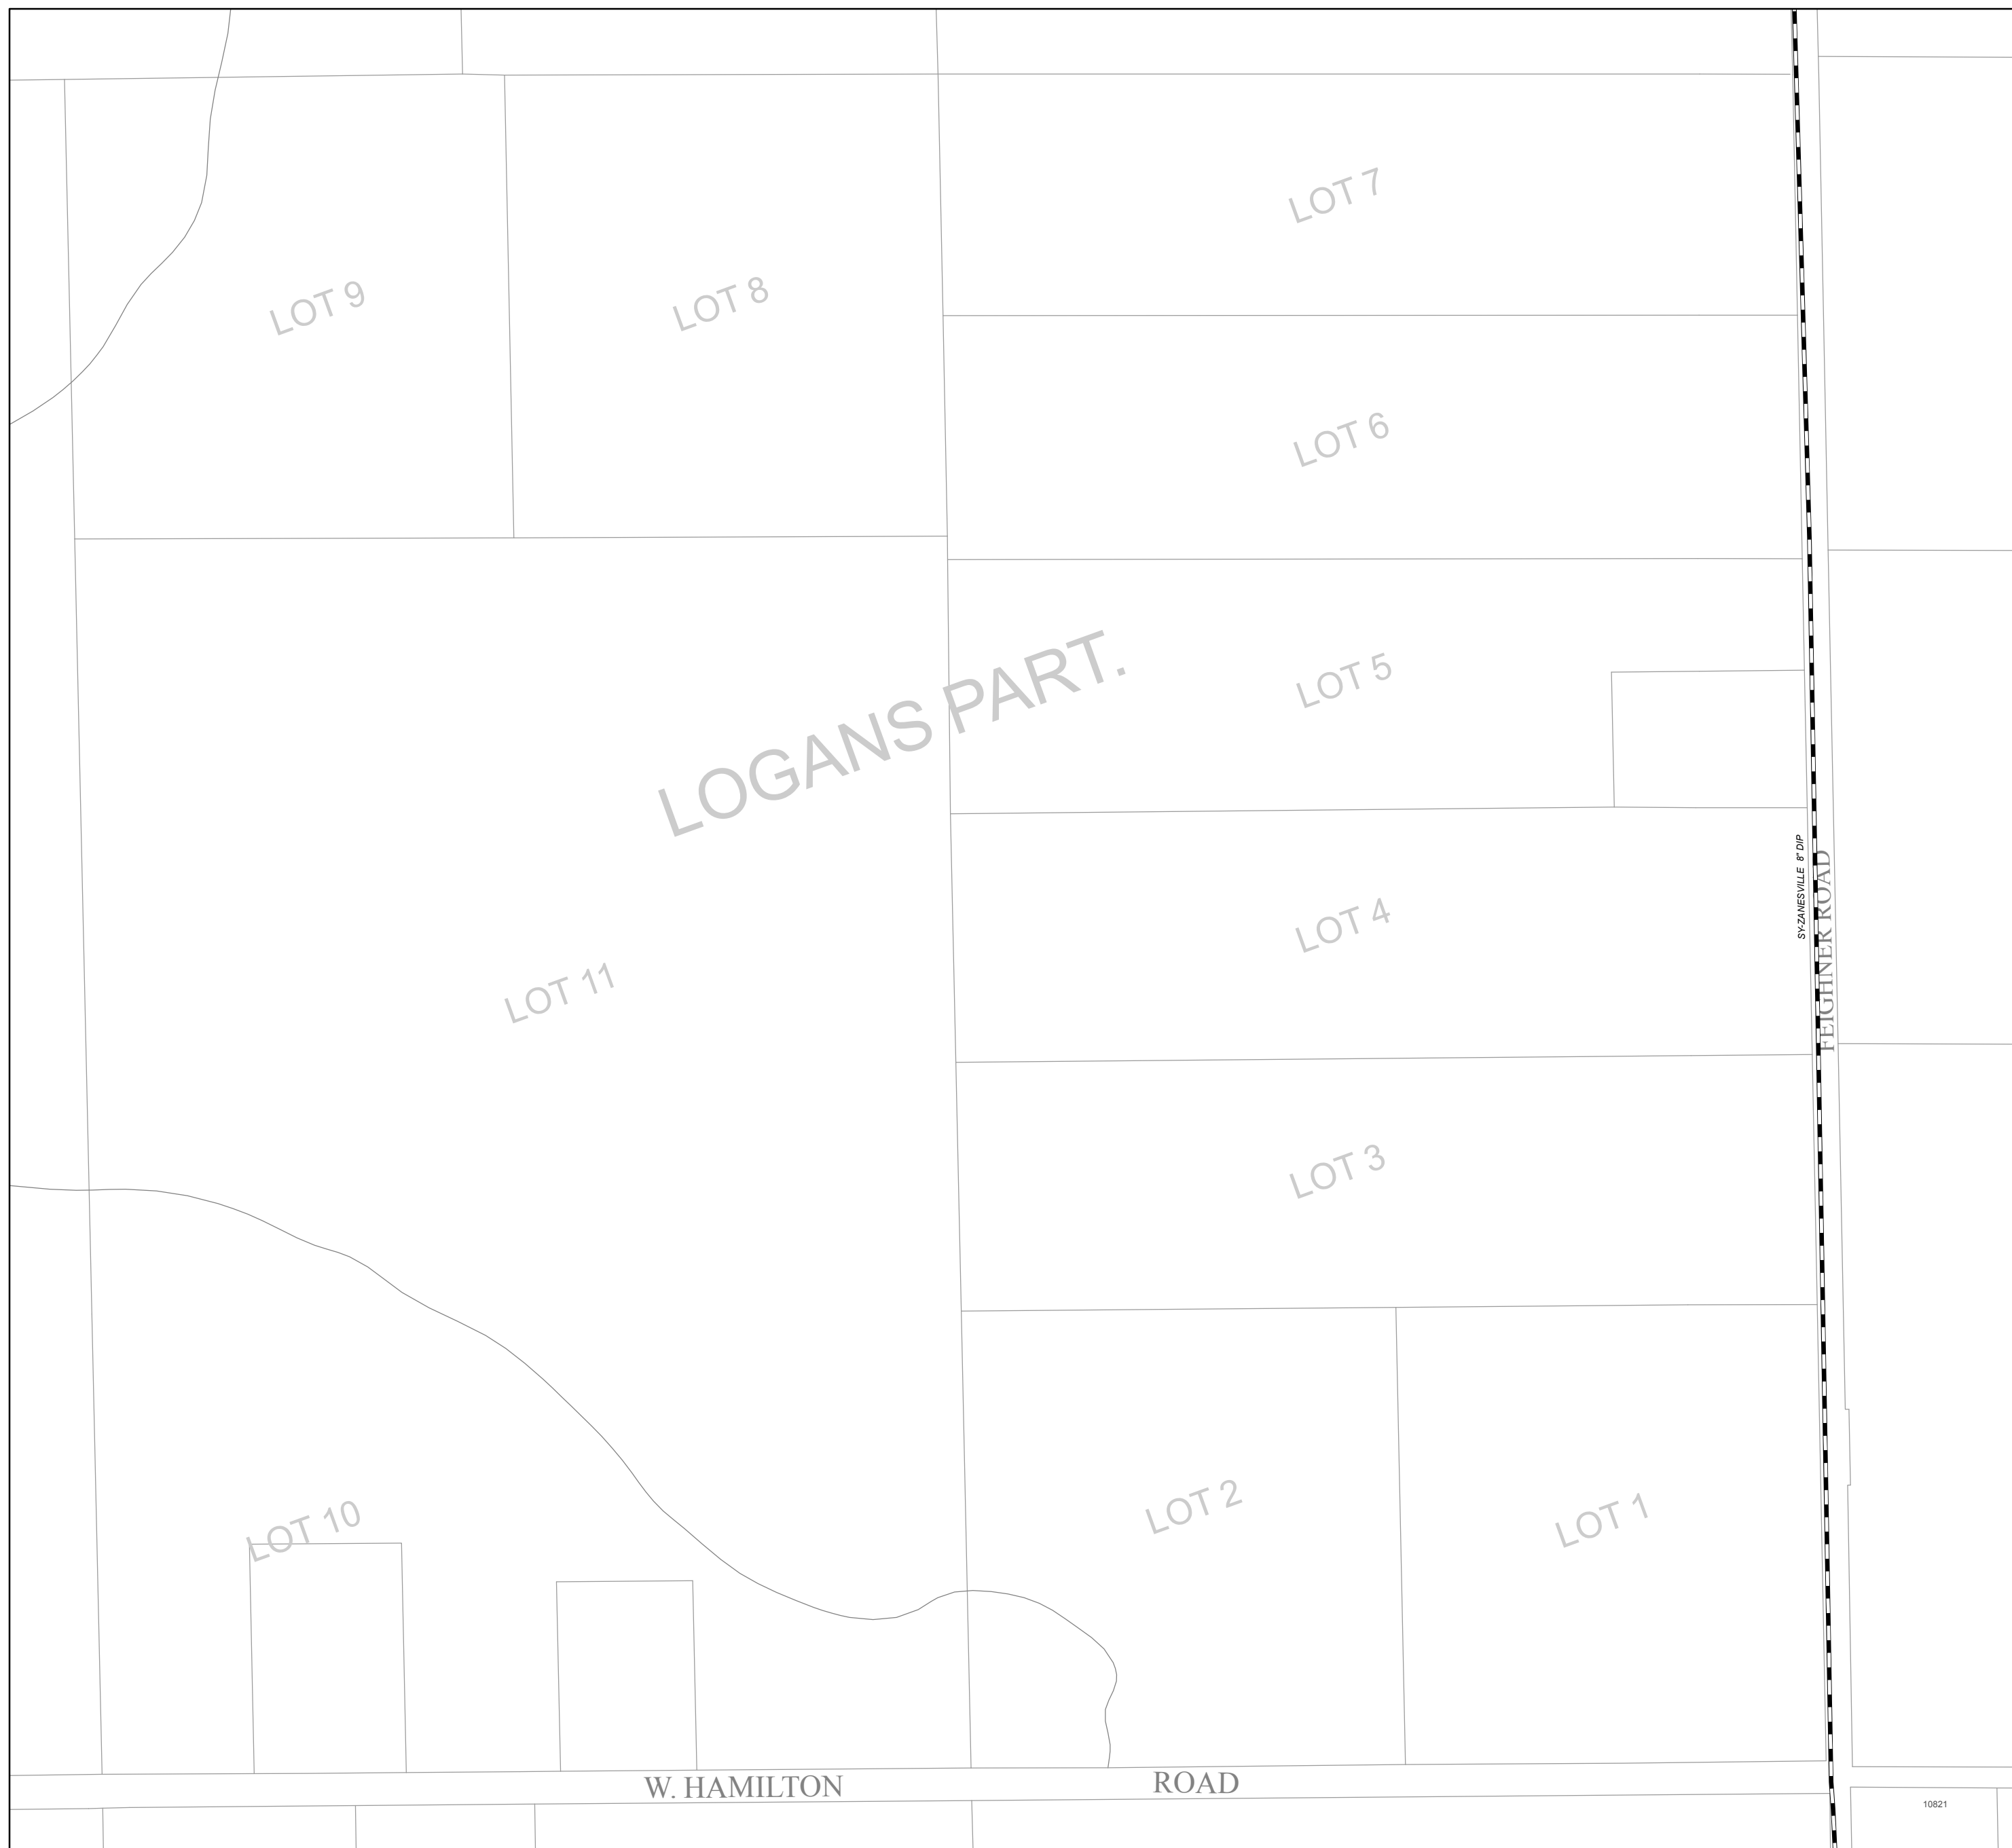 LOT 7
LOT 9
LOT 8
LOT 6
LOGANS PART.
LOT 5
SY-ZANESVILLE 8" DIP
FEIGHNER ROAD
LOT 4
LOT 11
LOT 3
LOT 2
LOT 1
LOT 10
W. HAMILTON ROAD
10821